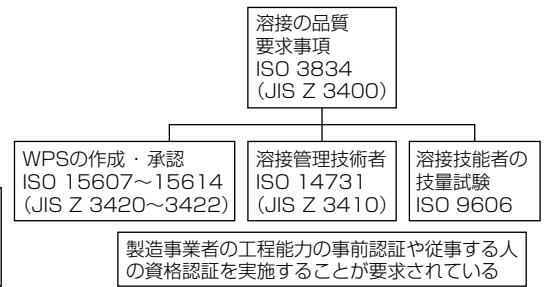 溶接の品質
要求事項
ISO 3834
(JIS Z 3400)
WPSの作成・承認
ISO 15607~15614
(JIS Z 3420~3422)
溶接管理技術者
ISO 14731
(JIS Z 3410)
溶接技能者の
技量試験
ISO 9606
製造事業者の工程能力の事前認証や従事する人
の資格認証を実施することが要求されている